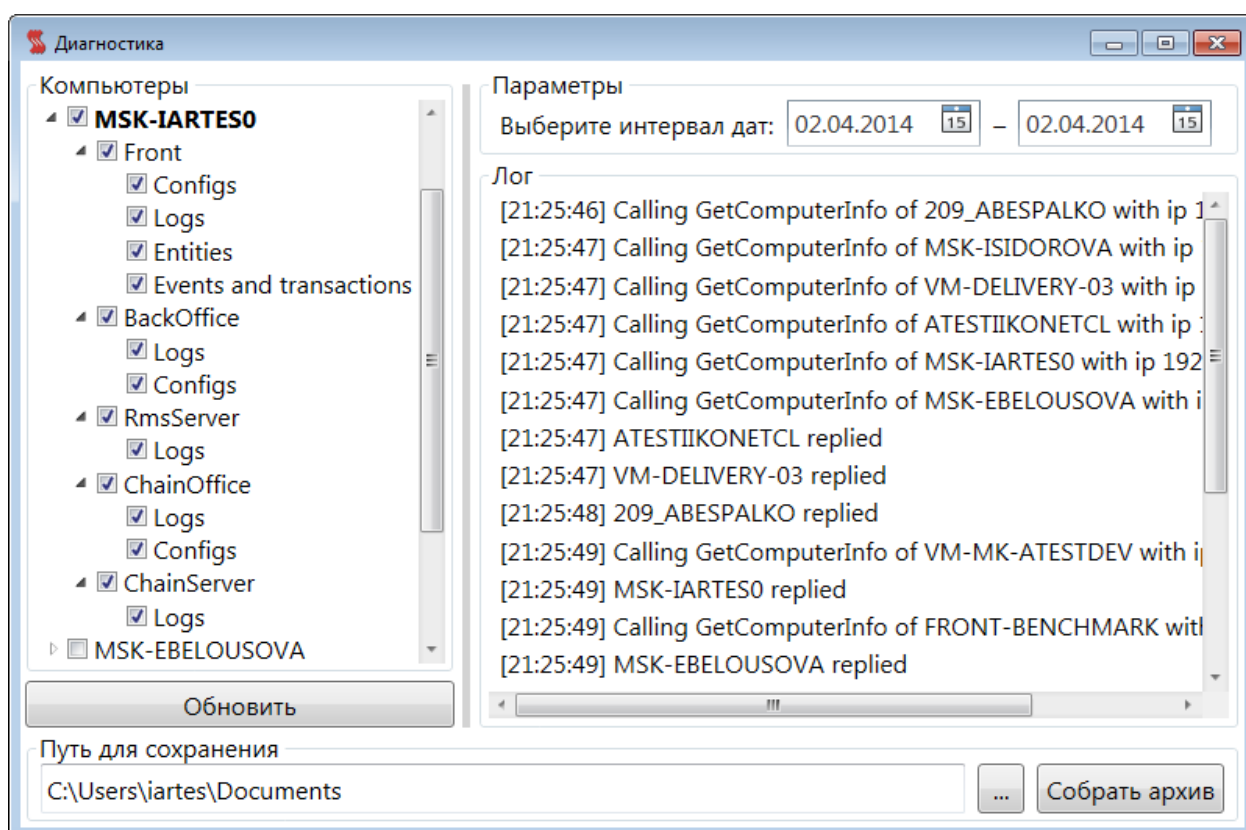 Диагностика
Компьютеры
MSK-IARTES0
Front
Configs
Logs
Entities
Events and transactions
BackOffice
Logs
Configs
RmsServer
Logs
ChainOffice
Logs
Configs
ChainServer
Logs
MSK-EBELOUSOVA
Обновить
Параметры
Выберите интервал дат: 02.04.2014 15 – 02.04.2014 15
Лог
[21:25:46] Calling GetComputerInfo of 209_ABESPALKO with ip 1
[21:25:47] Calling GetComputerInfo of MSK-ISIDOROVA with ip
[21:25:47] Calling GetComputerInfo of VM-DELIVERY-03 with ip
[21:25:47] Calling GetComputerInfo of ATESTIIKONETCL with ip
[21:25:47] Calling GetComputerInfo of MSK-IARTES0 with ip 192
[21:25:47] Calling GetComputerInfo of MSK-EBELOUSOVA with i
[21:25:47] ATESTIIKONETCL replied
[21:25:47] VM-DELIVERY-03 replied
[21:25:48] 209_ABESPALKO replied
[21:25:49] Calling GetComputerInfo of VM-MK-ATESTDEV with i
[21:25:49] MSK-IARTES0 replied
[21:25:49] Calling GetComputerInfo of FRONT-BENCHMARK wit
[21:25:49] MSK-EBELOUSOVA replied
Путь для сохранения
C:\Users\iartes\Documents
... Собрать архив